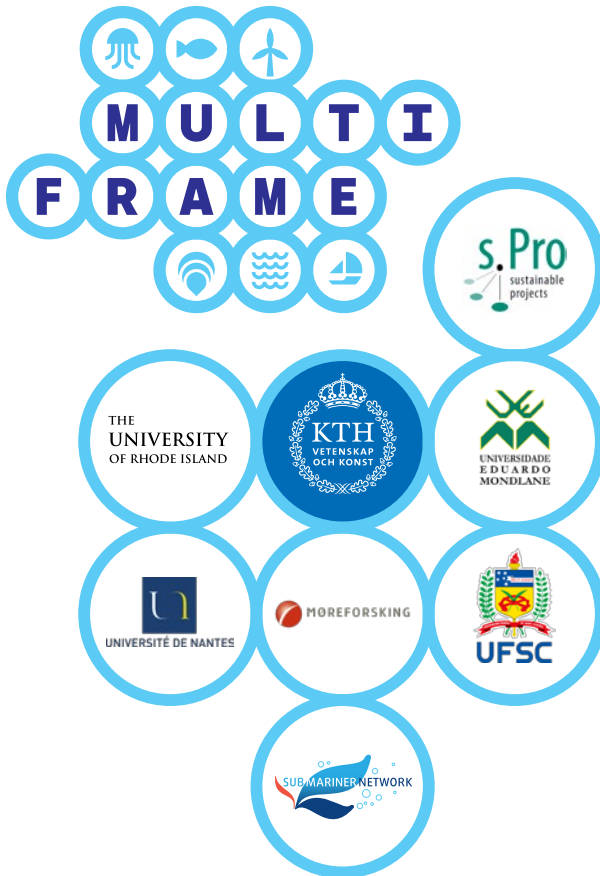 MULTI
FRAME
s.Pro
sustainable
projects
THE
UNIVERSITY
OF RHODE ISLAND
KTH
VETENSKAP
OCH KONST
UNIVERSIDADE
EDUARDO
MONDLANE
UNIVERSITÉ DE NANTES
MOREFORSKING
UFSC
SUBMARINER NETWORK